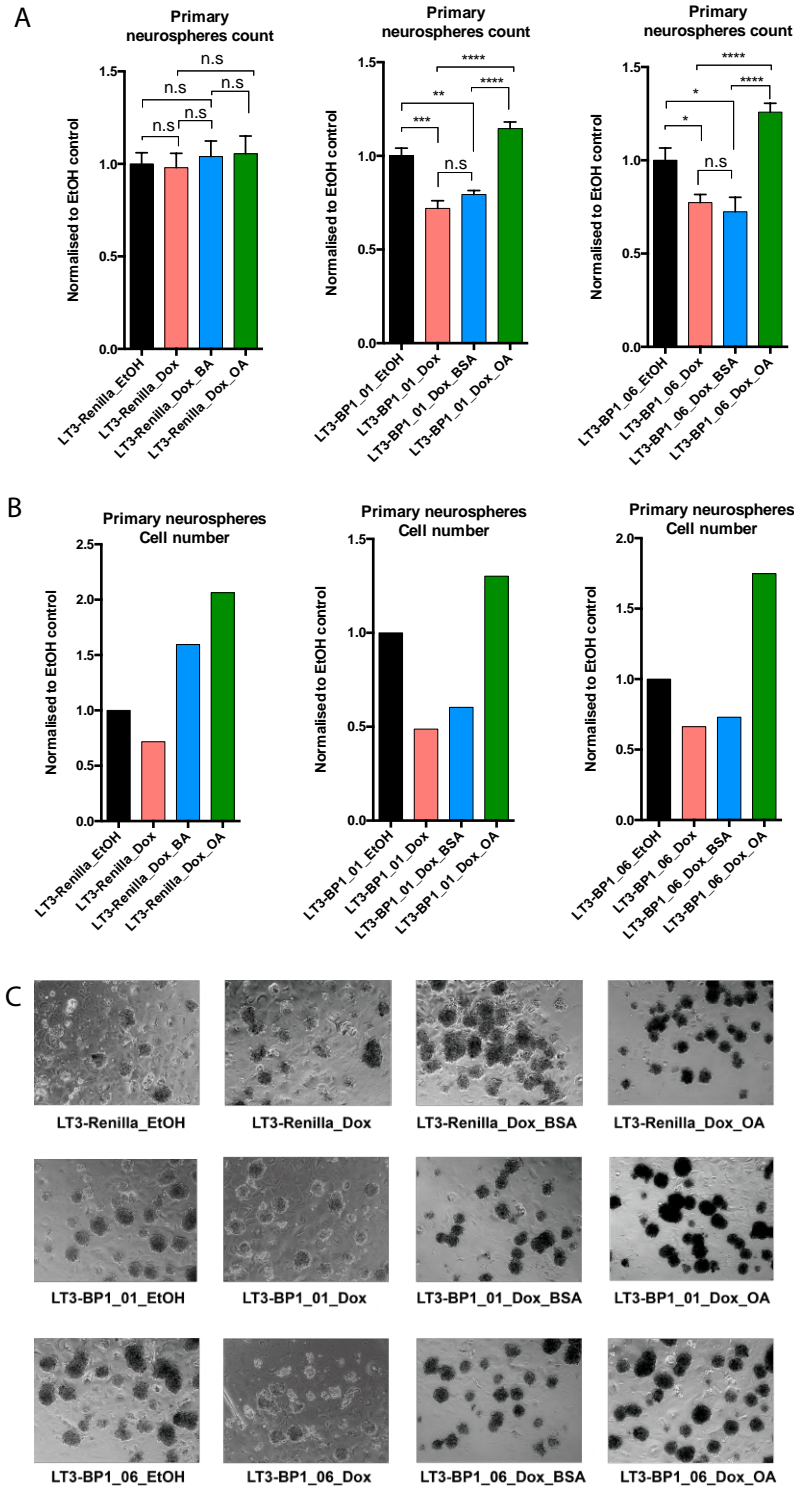 A
Primary
neurospheres count
Normalised to EtOH control
1.5
1.0
0.5
0.0
n.s
n.s
n.s
n.s
n.s
LT3-Renilla_EtOH
LT3-Renilla_Dox
LT3-Renilla_Dox_BA
LT3-Renilla_Dox_OA
Primary
neurospheres count
Normalised to EtOH control
1.5
1.0
0.5
0.0
****
**
****
***
n.s
LT3-BP1_01_EtOH
LT3-BP1_01_Dox
LT3-BP1_01_Dox_BSA
LT3-BP1_01_Dox_OA
Primary
neurospheres count
Normalised to EtOH control
1.5
1.0
0.5
0.0
****
*
****
*
n.s
LT3-BP1_06_EtOH
LT3-BP1_06_Dox
LT3-BP1_06_Dox_BSA
LT3-BP1_06_Dox_OA
B
Primary neurospheres
Cell number
Normalised to EtOH control
2.5
2.0
1.5
1.0
0.5
0.0
LT3-Renilla_EtOH
LT3-Renilla_Dox
LT3-Renilla_Dox_BA
LT3-Renilla_Dox_OA
Primary neurospheres
Cell number
Normalised to EtOH control
1.5
1.0
0.5
0.0
LT3-BP1_01_EtOH
LT3-BP1_01_Dox
LT3-BP1_01_Dox_BSA
LT3-BP1_01_Dox_OA
Primary neurospheres
Cell number
Normalised to EtOH control
2.0
1.5
1.0
0.5
0.0
LT3-BP1_06_EtOH
LT3-BP1_06_Dox
LT3-BP1_06_Dox_BSA
LT3-BP1_06_Dox_OA
C
LT3-Renilla_EtOH
LT3-Renilla_Dox
LT3-Renilla_Dox_BSA
LT3-Renilla_Dox_OA
LT3-BP1_01_EtOH
LT3-BP1_01_Dox
LT3-BP1_01_Dox_BSA
LT3-BP1_01_Dox_OA
LT3-BP1_06_EtOH
LT3-BP1_06_Dox
LT3-BP1_06_Dox_BSA
LT3-BP1_06_Dox_OA